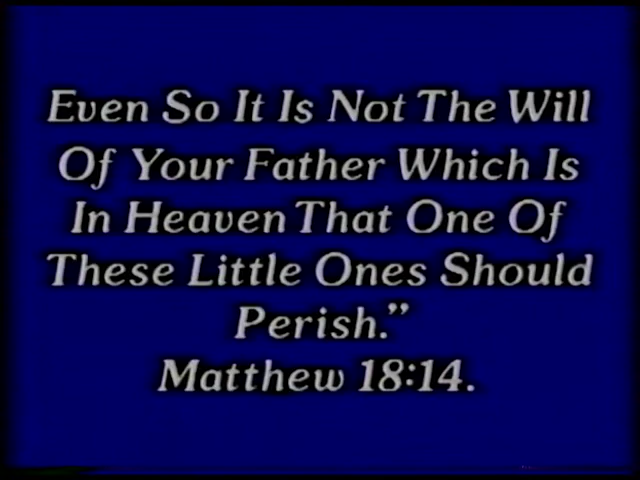 Even So It Is Not The Will
Of Your Father Which Is
In Heaven That One Of
These Little Ones Should
Perish.”
Matthew 18:14.